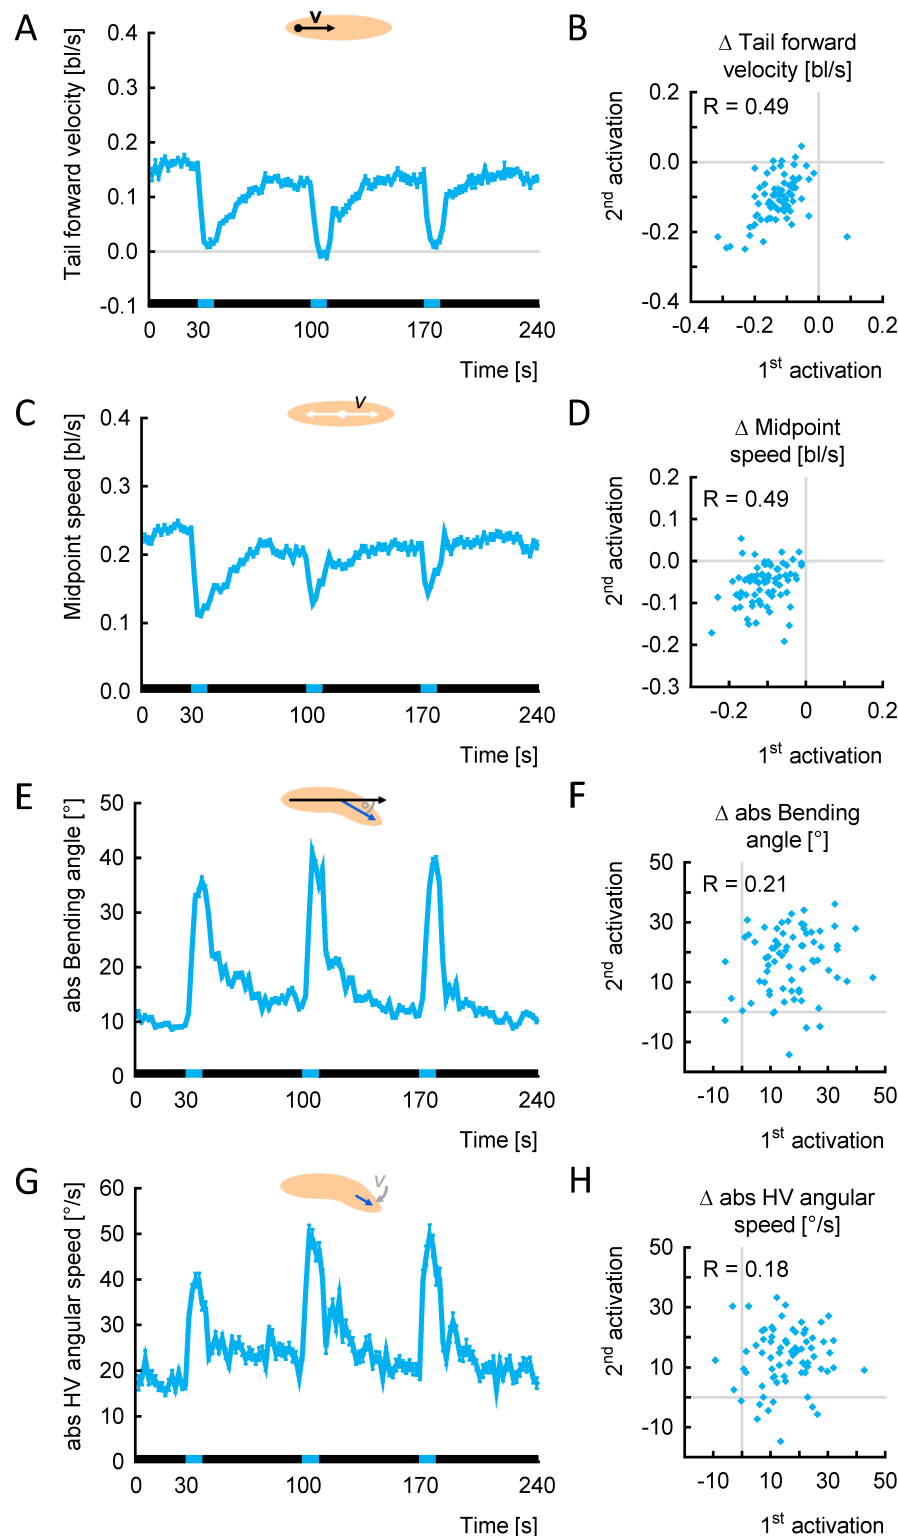 A
Tail forward velocity [bl/s]
0.4
0.3
0.2
0.1
0.0
-0.1
v
0 30 100 170 240
Time [s]
B
Δ Tail forward
velocity [bl/s]
R = 0.49
2nd activation
0.2
0.0
-0.2
-0.4
-0.4 -0.2 0.0 0.2
1st activation
C
Midpoint speed [bl/s]
0.4
0.3
0.2
0.1
0.0
v
0 30 100 170 240
Time [s]
D
Δ Midpoint
speed [bl/s]
R = 0.49
2nd activation
0.2
0.1
0.0
-0.1
-0.2
-0.3
-0.2 0 0.2
1st activation
E
abs Bending angle [°]
50
40
30
20
10
0
0 30 100 170 240
Time [s]
F
Δ abs Bending
angle [°]
R = 0.21
2nd activation
50
30
10
-10
-10 10 30 50
1st activation
G
abs HV angular speed [°/s]
60
50
40
30
20
10
0
v
0 30 100 170 240
Time [s]
H
Δ abs HV angular
speed [°/s]
R = 0.18
2nd activation
50
30
10
-10
-10 10 30 50
1st activation